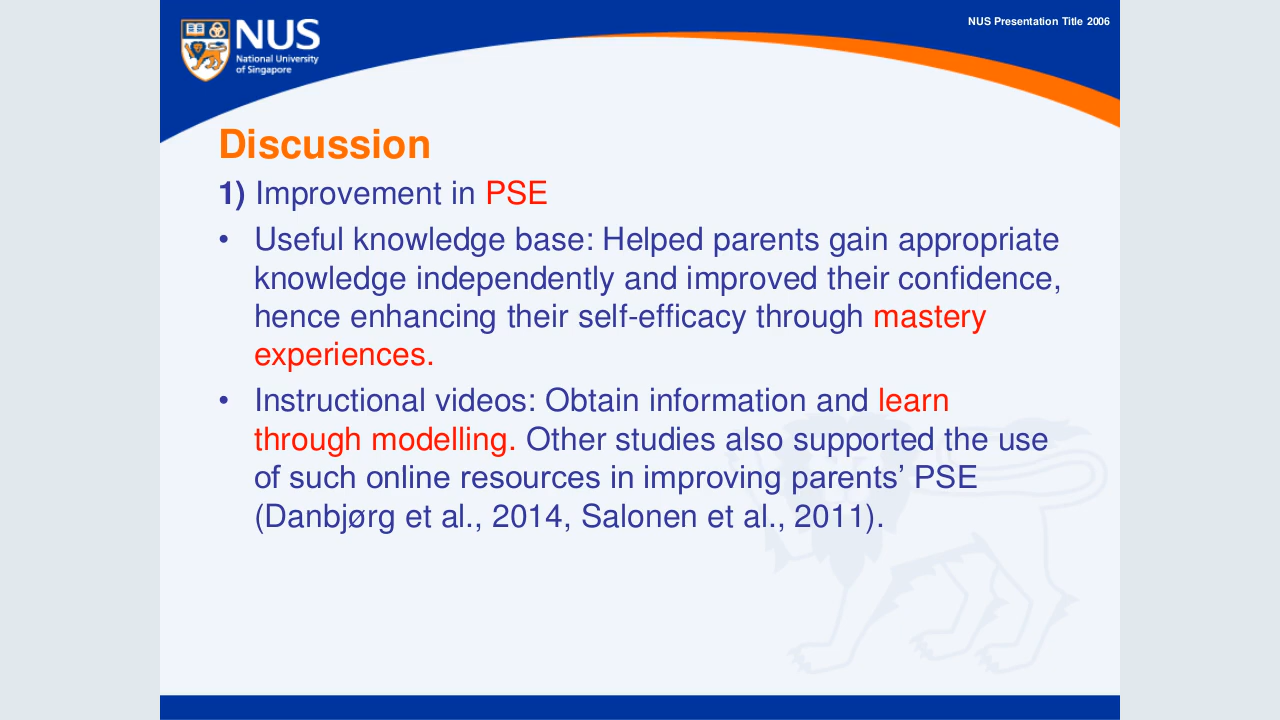 NUS Presentation Title 2006
NUS
National University
of Singapore
Discussion
1) Improvement in PSE
• Useful knowledge base: Helped parents gain appropriate
knowledge independently and improved their confidence,
hence enhancing their self-efficacy through mastery
experiences.
• Instructional videos: Obtain information and learn
through modelling. Other studies also supported the use
of such online resources in improving parents’ PSE
(Danbjørg et al., 2014, Salonen et al., 2011).